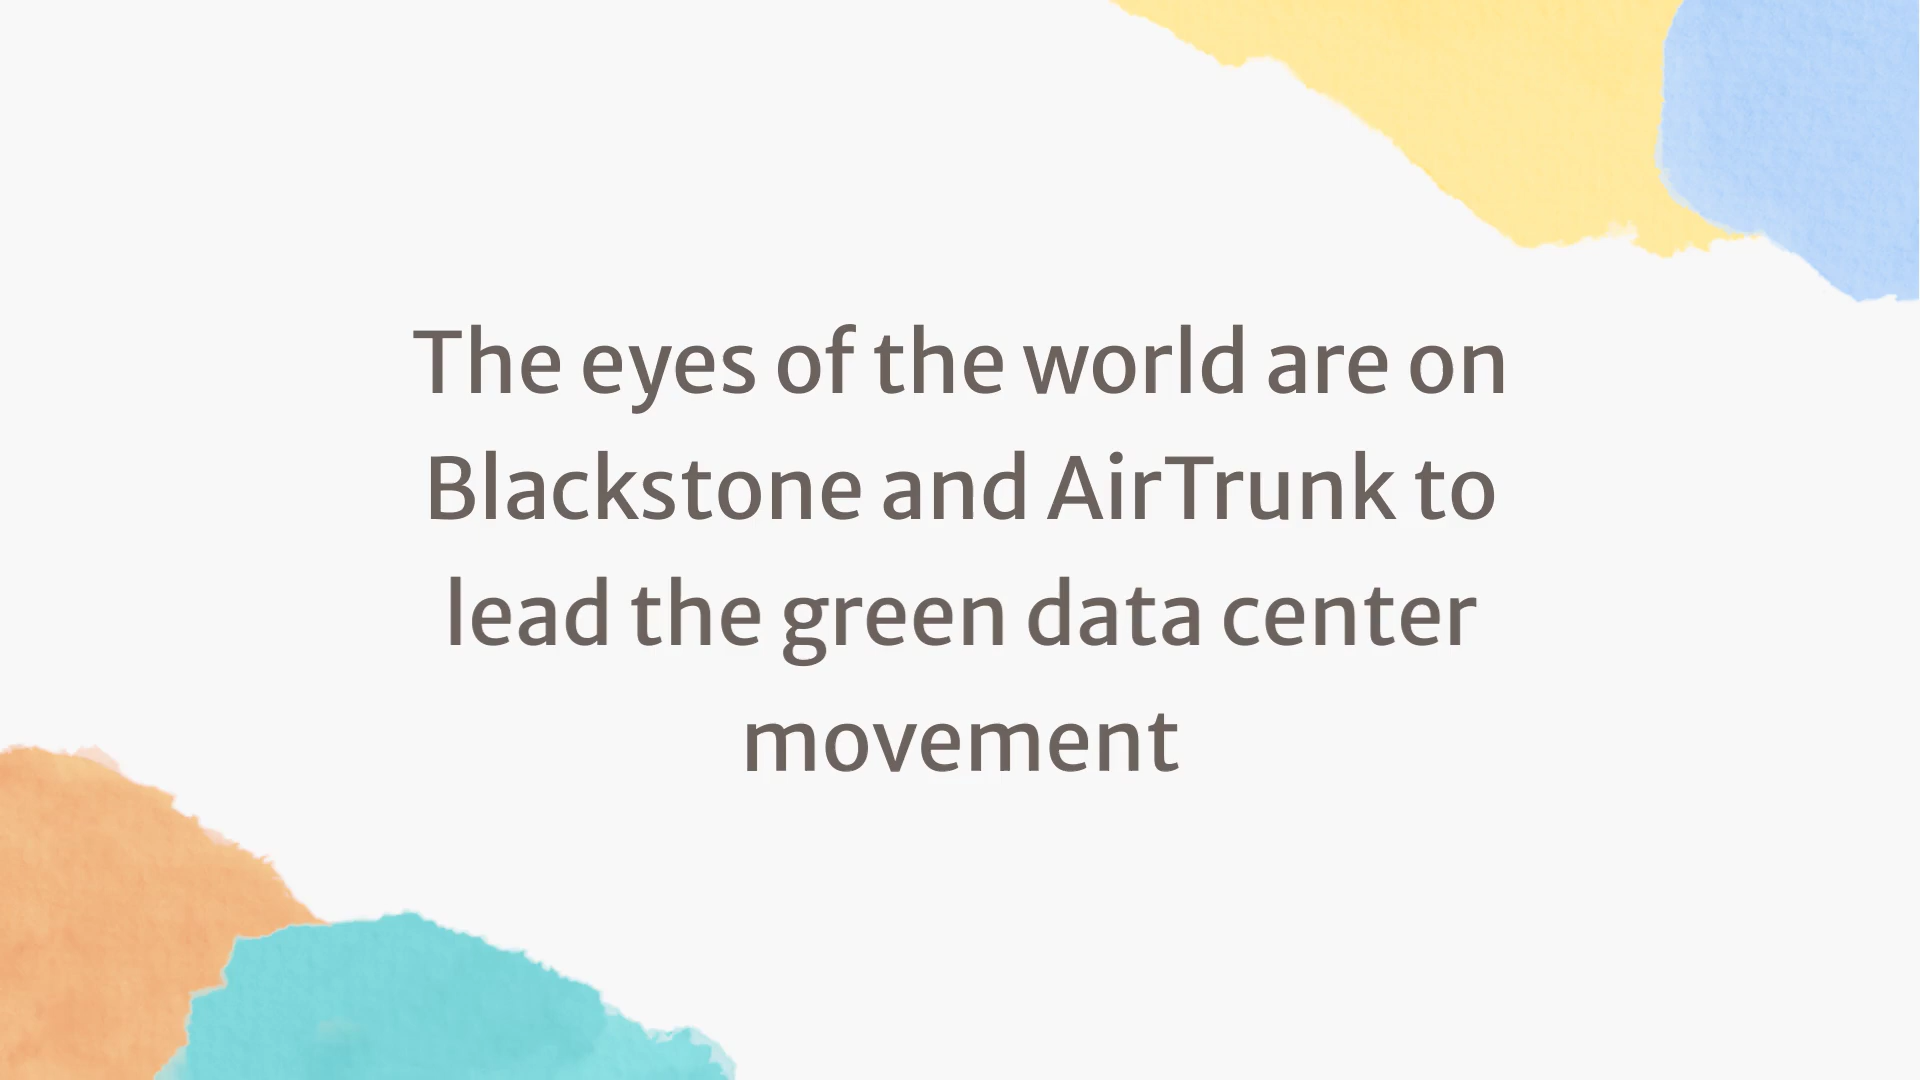 The eyes of the world are on
Blackstone and AirTrunk to
lead the green data center
movement